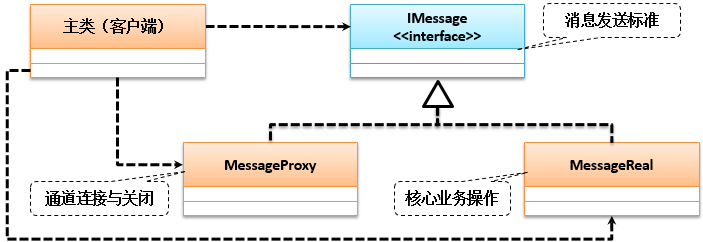 主类（客户端）
IMessage
<<interface>>
消息发送标准
MessageProxy
通道连接与关闭
MessageReal
核心业务操作